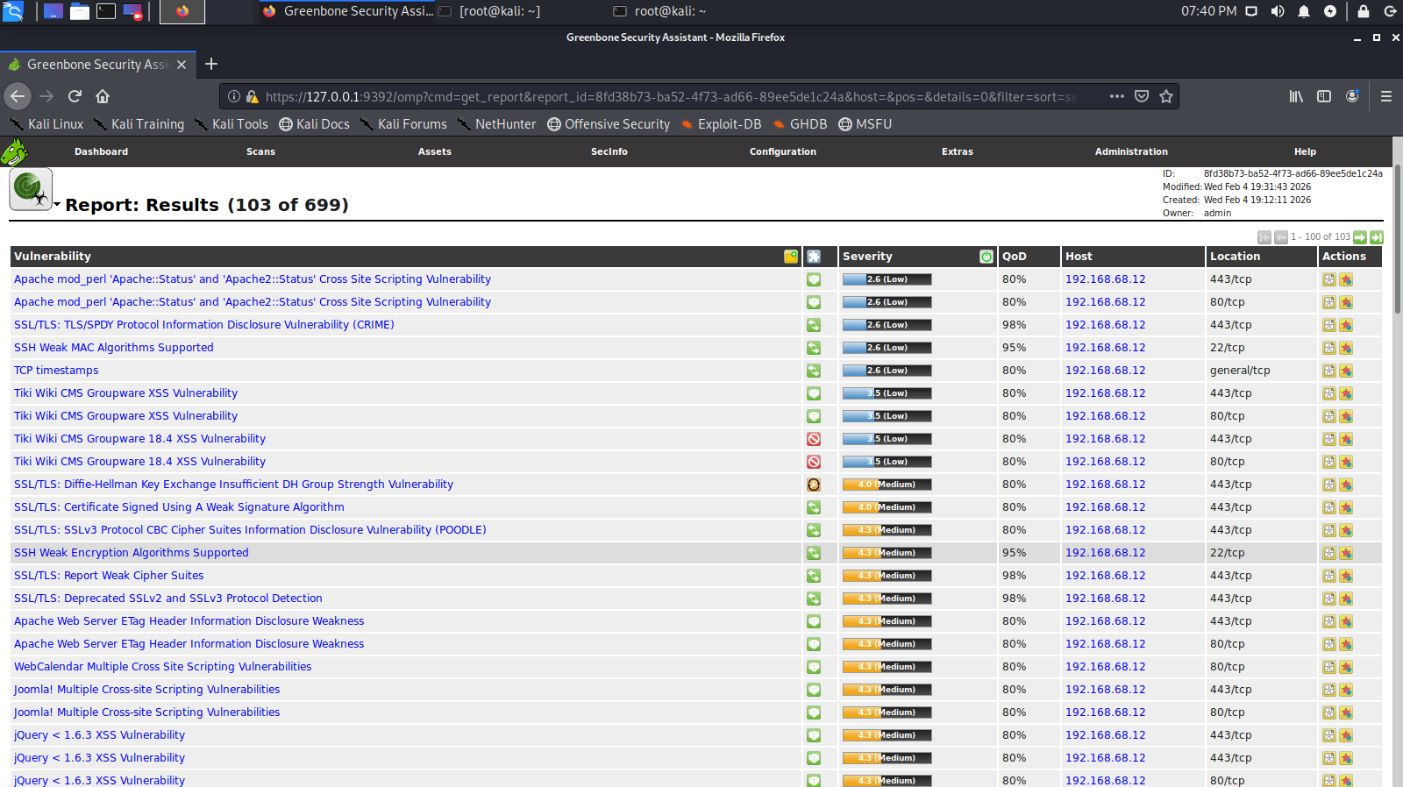 Greenbone Security Assi... [root@kali: ~] root@kali: ~ 07:40 PM
Greenbone Security Assistant - Mozilla Firefox
Greenbone Security Assi
https://127.0.0.1:9392/omp?cmd=get_report&report_id=8fd38b73-ba52-4f73-ad66-89ee5de1c24a&host=&pos=&details=0&filter=sort=se
Kali Linux Kali Training Kali Tools Kali Docs Kali Forums NetHunter Offensive Security Exploit-DB GHDB MSFU
Dashboard Scans Assets SecInfo Configuration Extras Administration Help
ID: 8fd38b73-ba52-4f73-ad66-89ee5de1c24a
Modified: Wed Feb 4 19:31:43 2026
Created: Wed Feb 4 19:12:11 2026
Owner: admin
Report: Results (103 of 699)
1 - 100 of 103
Vulnerability Severity QoD Host Location Actions
Apache mod_perl 'Apache::Status' and 'Apache2::Status' Cross Site Scripting Vulnerability 2.6 (Low) 80% 192.168.68.12 443/tcp
Apache mod_perl 'Apache::Status' and 'Apache2::Status' Cross Site Scripting Vulnerability 2.6 (Low) 80% 192.168.68.12 80/tcp
SSL/TLS: TLS/SPDY Protocol Information Disclosure Vulnerability (CRIME) 2.6 (Low) 98% 192.168.68.12 443/tcp
SSH Weak MAC Algorithms Supported 2.6 (Low) 95% 192.168.68.12 22/tcp
TCP timestamps 2.6 (Low) 80% 192.168.68.12 general/tcp
Tiki Wiki CMS Groupware XSS Vulnerability 3.5 (Low) 80% 192.168.68.12 443/tcp
Tiki Wiki CMS Groupware XSS Vulnerability 3.5 (Low) 80% 192.168.68.12 80/tcp
Tiki Wiki CMS Groupware 18.4 XSS Vulnerability 3.5 (Low) 80% 192.168.68.12 443/tcp
Tiki Wiki CMS Groupware 18.4 XSS Vulnerability 3.5 (Low) 80% 192.168.68.12 80/tcp
SSL/TLS: Diffie-Hellman Key Exchange Insufficient DH Group Strength Vulnerability 4.0 (Medium) 80% 192.168.68.12 443/tcp
SSL/TLS: Certificate Signed Using A Weak Signature Algorithm 4.0 (Medium) 80% 192.168.68.12 443/tcp
SSL/TLS: SSLv3 Protocol CBC Cipher Suites Information Disclosure Vulnerability (POODLE) 4.3 (Medium) 80% 192.168.68.12 443/tcp
SSH Weak Encryption Algorithms Supported 4.3 (Medium) 95% 192.168.68.12 22/tcp
SSL/TLS: Report Weak Cipher Suites 4.3 (Medium) 98% 192.168.68.12 443/tcp
SSL/TLS: Deprecated SSLv2 and SSLv3 Protocol Detection 4.3 (Medium) 98% 192.168.68.12 443/tcp
Apache Web Server ETag Header Information Disclosure Weakness 4.3 (Medium) 80% 192.168.68.12 443/tcp
Apache Web Server ETag Header Information Disclosure Weakness 4.3 (Medium) 80% 192.168.68.12 80/tcp
WebCalendar Multiple Cross Site Scripting Vulnerabilities 4.3 (Medium) 80% 192.168.68.12 80/tcp
Joomla! Multiple Cross-site Scripting Vulnerabilities 4.3 (Medium) 80% 192.168.68.12 443/tcp
Joomla! Multiple Cross-site Scripting Vulnerabilities 4.3 (Medium) 80% 192.168.68.12 80/tcp
jQuery < 1.6.3 XSS Vulnerability 4.3 (Medium) 80% 192.168.68.12 443/tcp
jQuery < 1.6.3 XSS Vulnerability 4.3 (Medium) 80% 192.168.68.12 443/tcp
jQuery < 1.6.3 XSS Vulnerability 4.3 (Medium) 80% 192.168.68.12 80/tcp